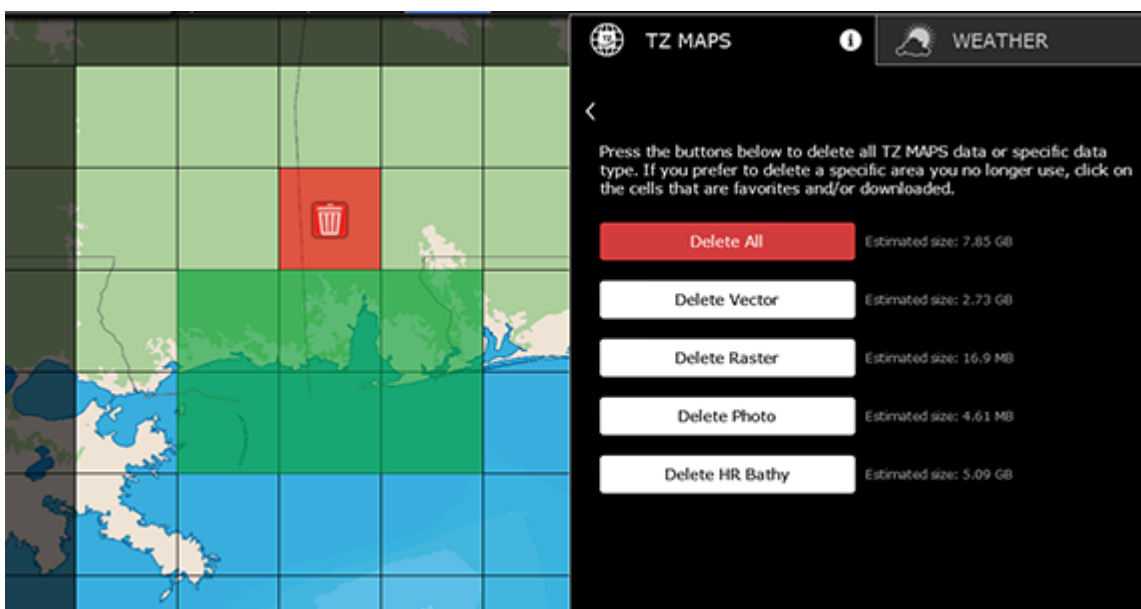 TZ MAPS
WEATHER
Press the buttons below to delete all TZ MAPS data or specific data
type. If you prefer to delete a specific area you no longer use, click on
the cells that are favorites and/or downloaded.
Delete All Estimated size: 7.85 GB
Delete Vector Estimated size: 2.73 GB
Delete Raster Estimated size: 16.9 MB
Delete Photo Estimated size: 4.61 MB
Delete HR Bathy Estimated size: 5.09 GB